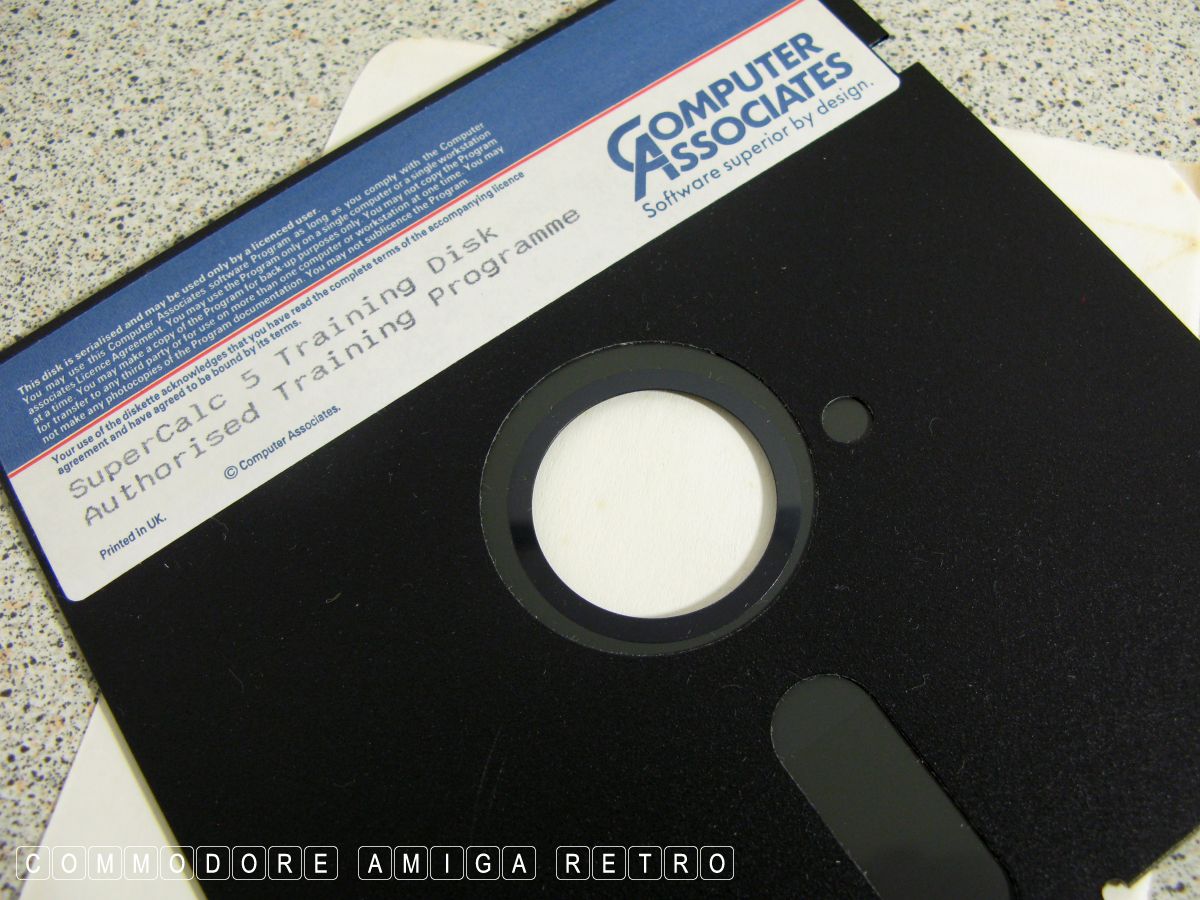 COMPUTER
ASSOCIATES
Software superior by design.
This disk is serialised and may be used only by a licenced user.
You may use this Computer Associates software Program as long as you comply with the Computer
associates Licence Agreement. You may use the Program only on a single computer or a single workstation
at a time. You may make a copy of the Program for back up purposes only. You may not copy the Program
for transfer to any third party or for use on more than one computer or workstation at one time. You may
not make any photocopies of the Program documentation. You may not sublicence the Program.
Your use of the diskette acknowledges that you have read the complete terms of the accompanying licence
agreement and have agreed to be bound by its terms.
SuperCalc 5 Training Disk
Authorised Training Programme
© Computer Associates.
Printed in UK.
COMMODORE AMIGA RETRO